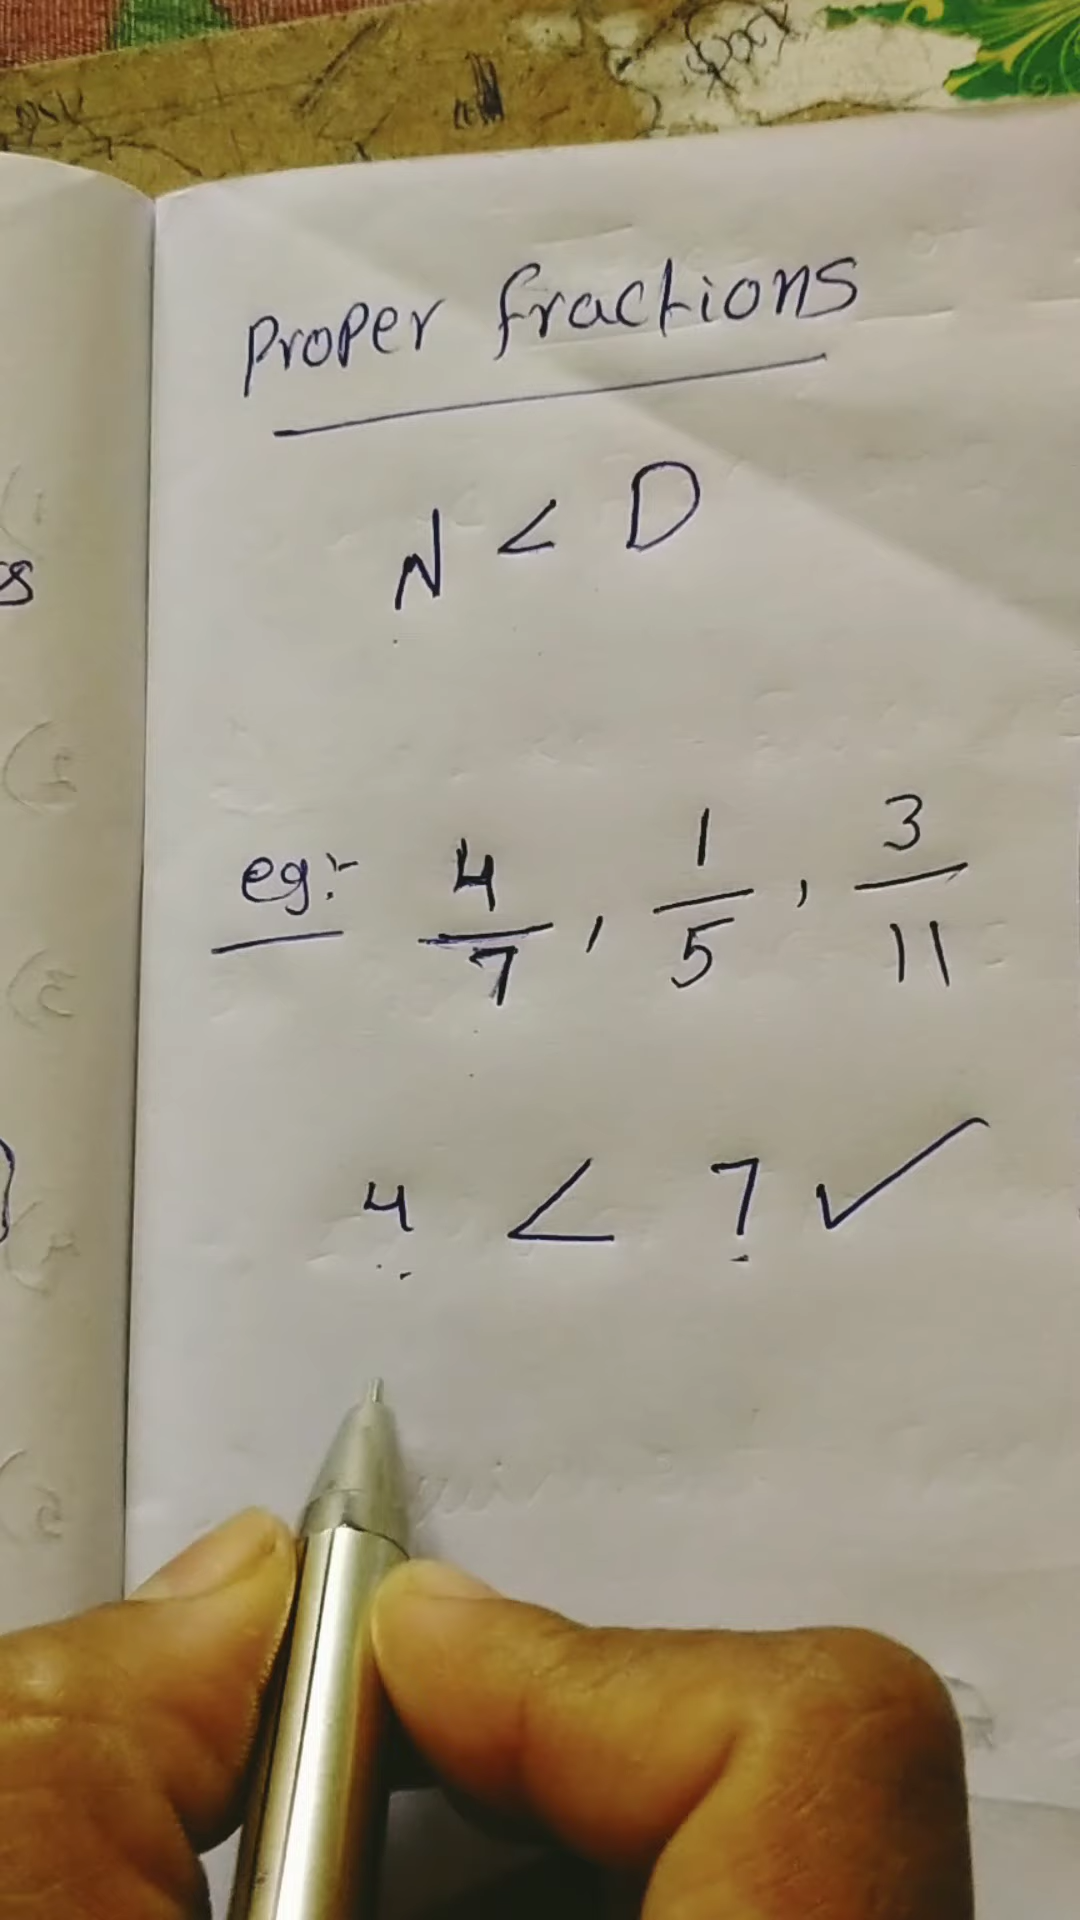 Proper fractions
N < D
eg:- 4/7, 1/5, 3/11
4 < 7 ✓